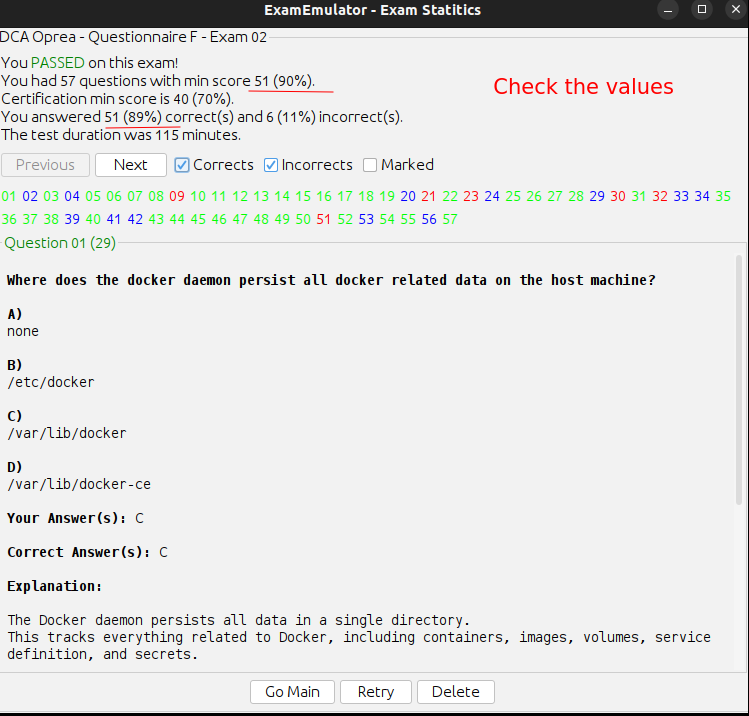 ExamEmulator - Exam Statitics
DCA Oprea - Questionnaire F - Exam 02
You PASSED on this exam!
You had 57 questions with min score 51 (90%).
Certification min score is 40 (70%).
You answered 51 (89%) correct(s) and 6 (11%) incorrect(s).
The test duration was 115 minutes.
Check the values
Previous Next Corrects Incorrects Marked
01 02 03 04 05 06 07 08 09 10 11 12 13 14 15 16 17 18 19 20 21 22 23 24 25 26 27 28 29 30 31 32 33 34 35
36 37 38 39 40 41 42 43 44 45 46 47 48 49 50 51 52 53 54 55 56 57
Question 01 (29)
Where does the docker daemon persist all docker related data on the host machine?
A)
none
B)
/etc/docker
C)
/var/lib/docker
D)
/var/lib/docker-ce
Your Answer(s): C
Correct Answer(s): C
Explanation:
The Docker daemon persists all data in a single directory.
This tracks everything related to Docker, including containers, images, volumes, service
definition, and secrets.
Go Main Retry Delete